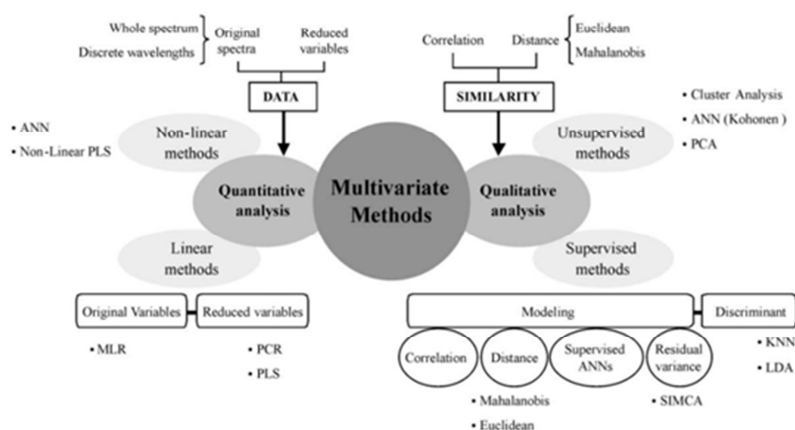 Whole spectrum
Discrete wavelengths
Original spectra
Reduced variables
DATA
Correlation
Distance
Euclidean
Mahalanobis
SIMILARITY
• ANN
• Non-Linear PLS
Non-linear methods
Quantitative analysis
Multivariate Methods
Qualitative analysis
Unsupervised methods
• Cluster Analysis
• ANN (Kohonen )
• PCA
Linear methods
Supervised methods
Original Variables
Reduced variables
• MLR
• PCR
• PLS
Modeling
Discriminant
Correlation
Distance
Supervised ANNs
Residual variance
• KNN
• LDA
• Mahalanobis
• Euclidean
• SIMCA